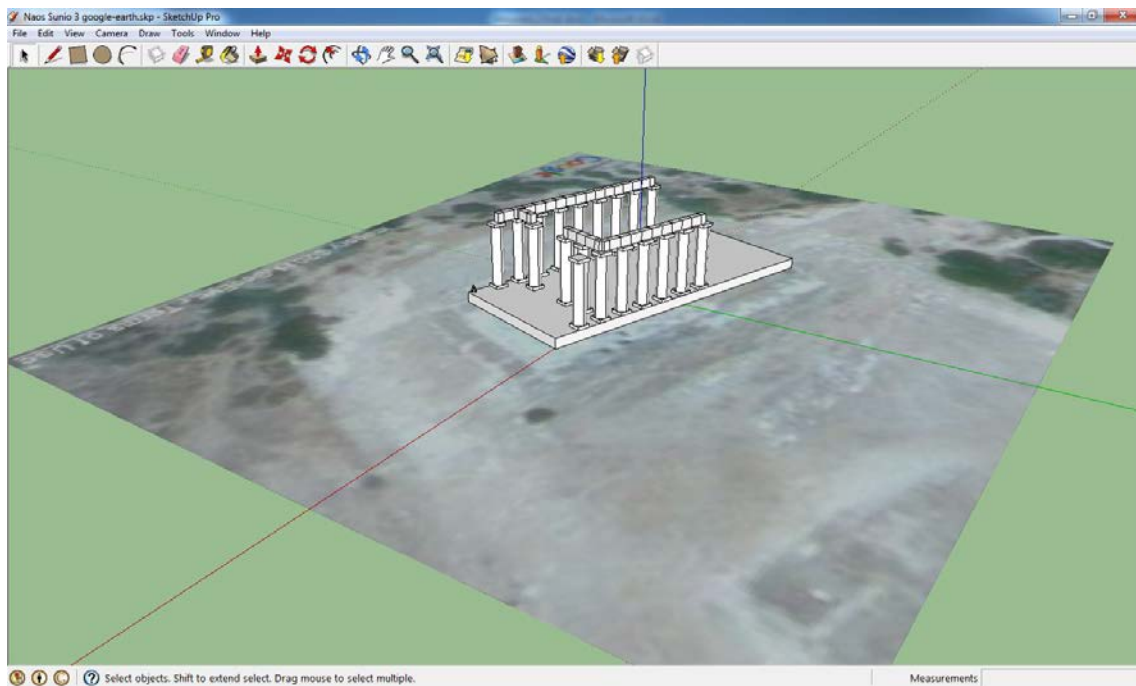 Naos Sunio 3 google-earth.skp - SketchUp Pro
File Edit View Camera Draw Tools Window Help
Select objects. Shift to extend select. Drag mouse to select multiple.
Measurements